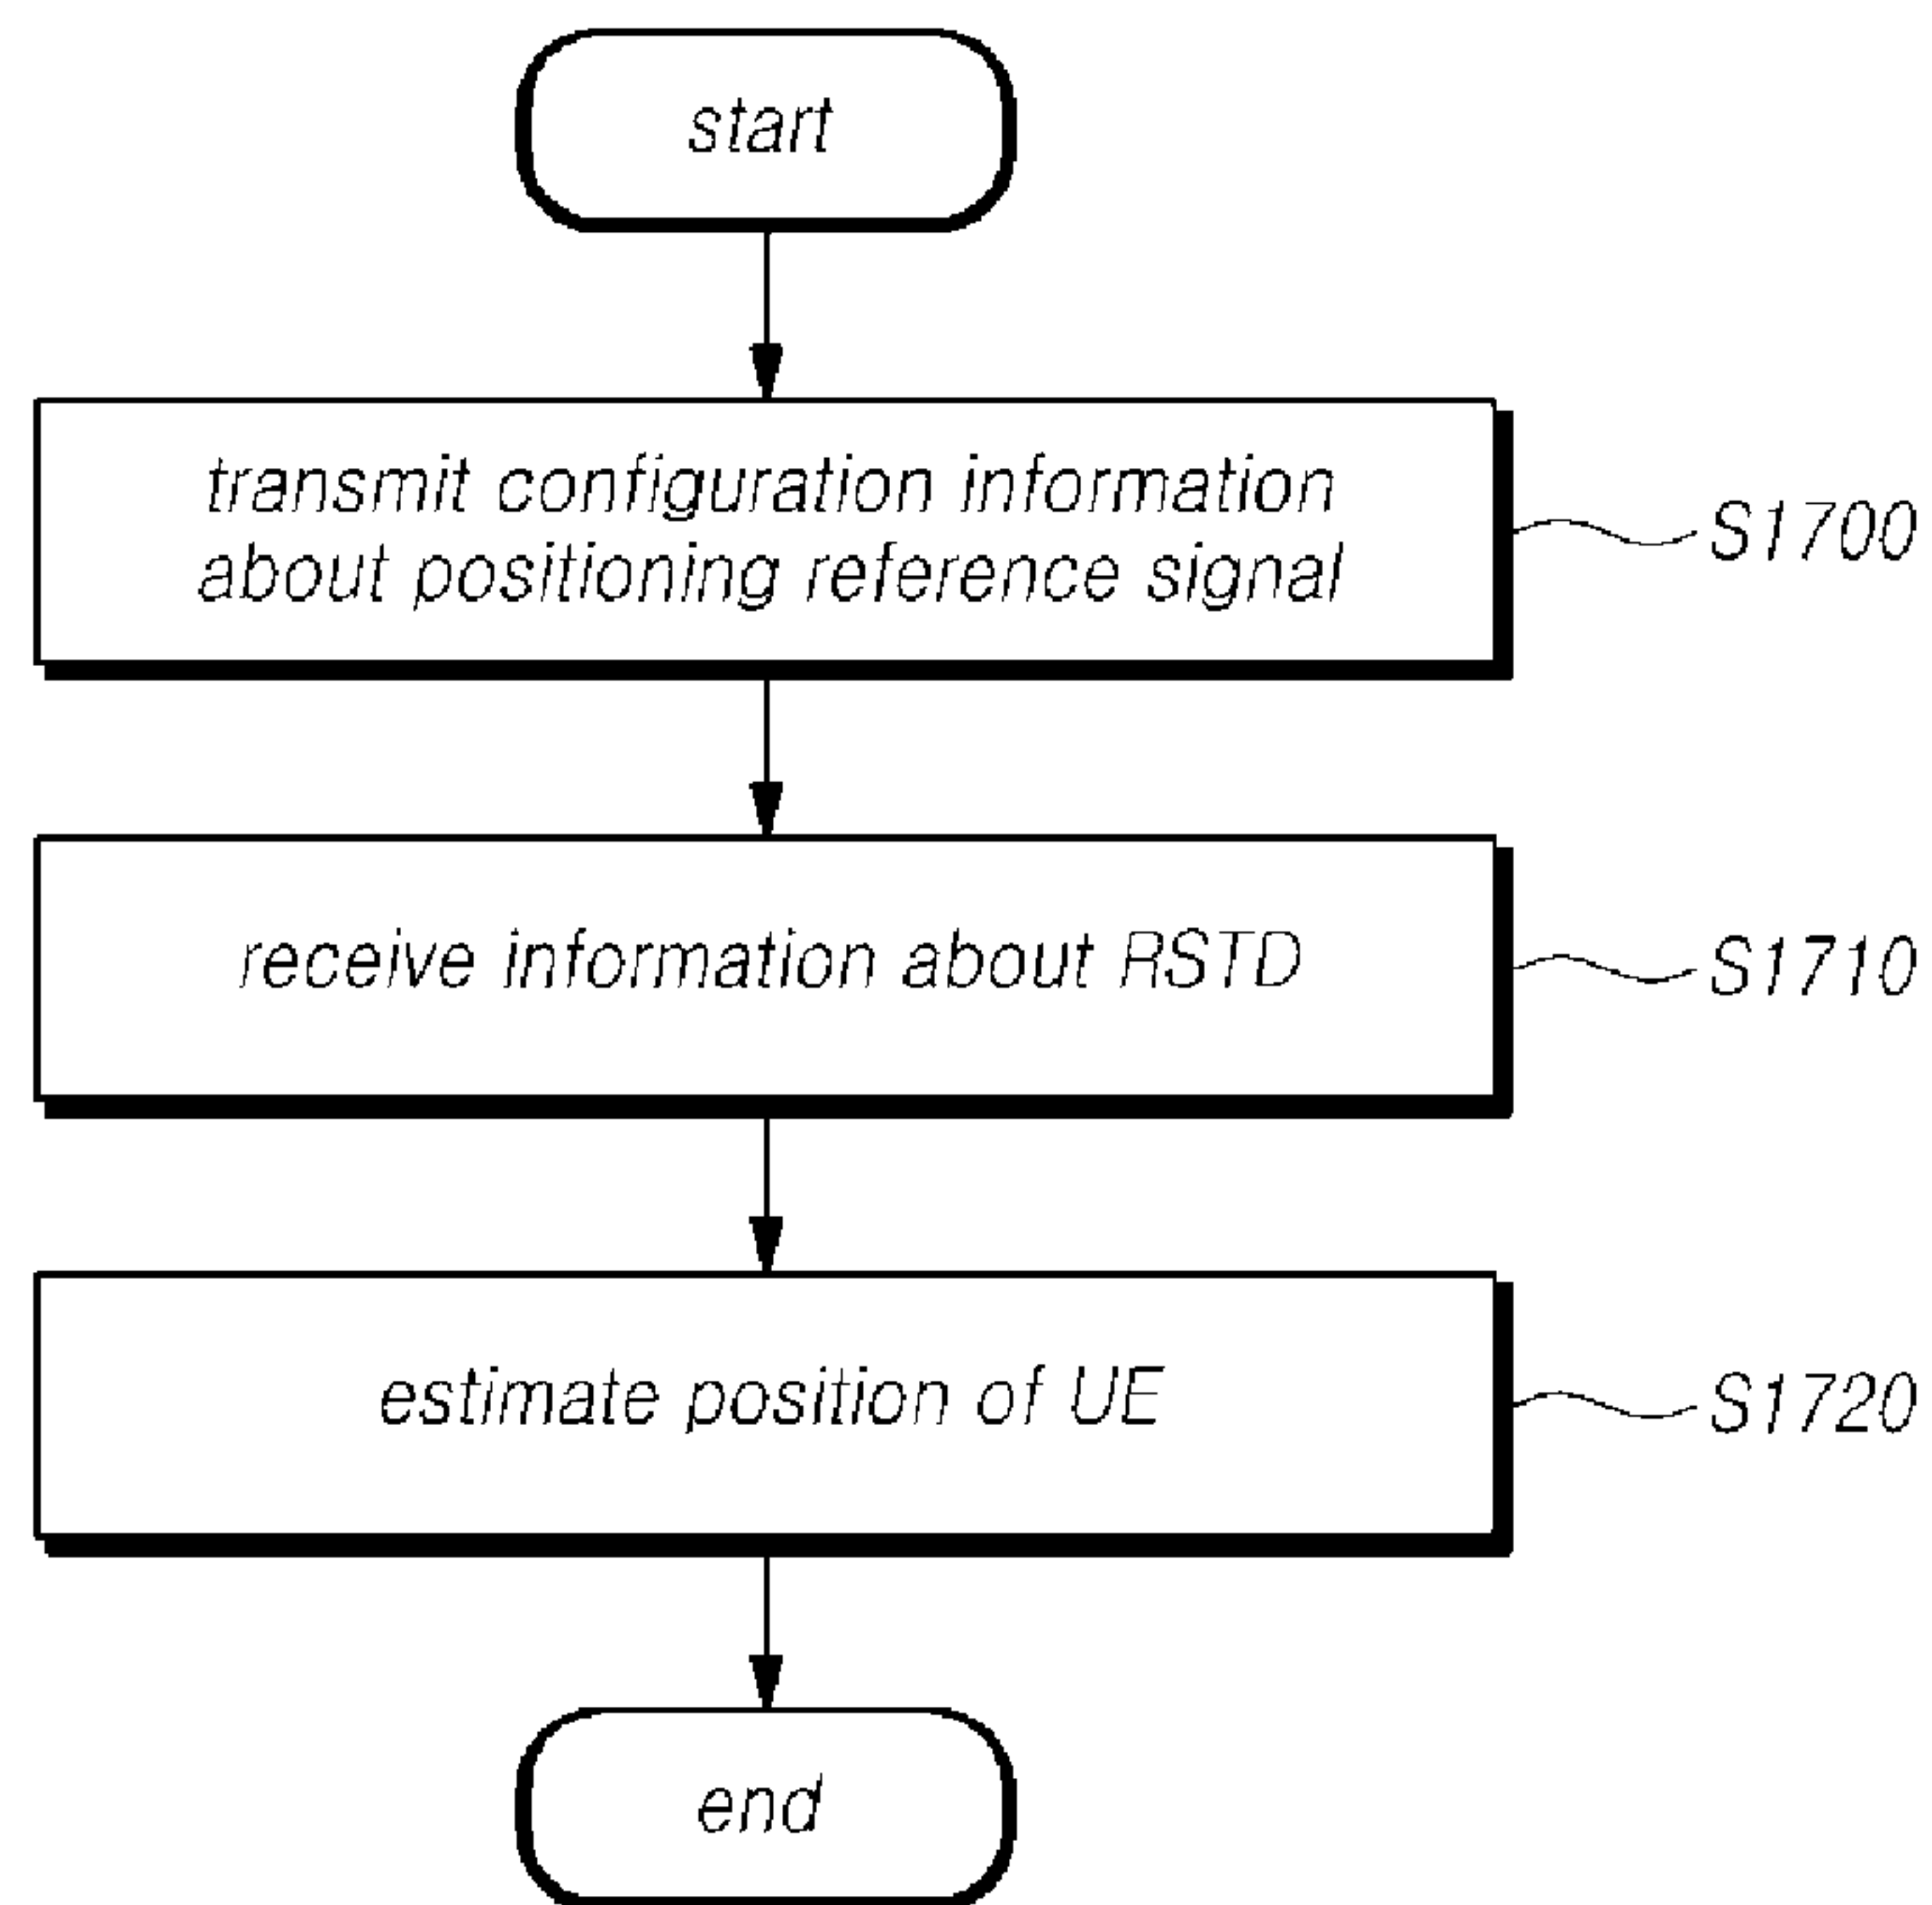 start
transmit configuration information
about positioning reference signal
S1700
receive information about RSTD
S1710
estimate position of UE
S1720
end